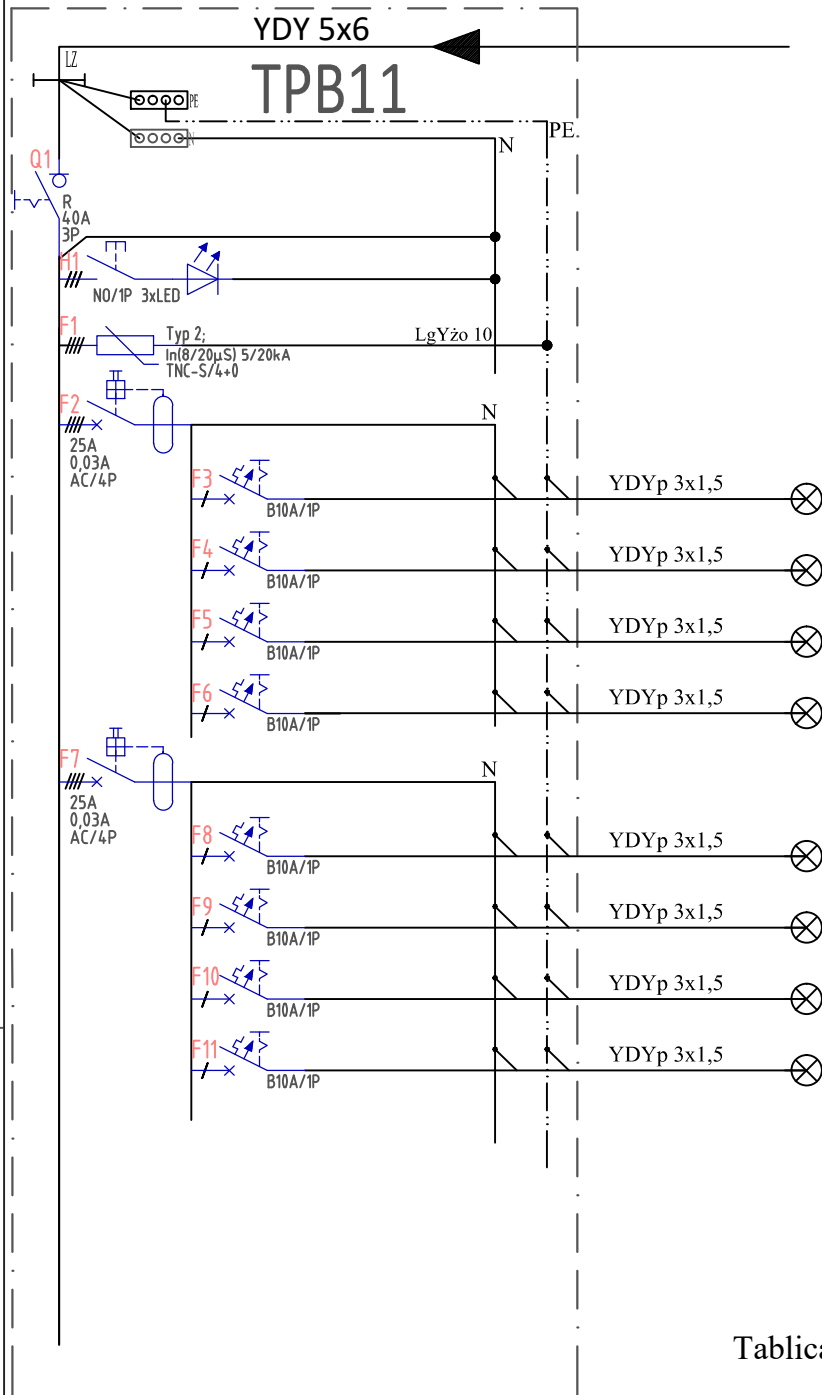 YDY 5x6
LZ
TPB11
PE
N
PE
N
Q1
R
40A
3P
H1
NO/1P 3xLED
F1
Typ 2;
In(8/20µS) 5/20kA
TNC-S/4+0
LgYżo 10
F2
25A
0,03A
AC/4P
N
F3
B10A/1P
YDYp 3x1,5
F4
B10A/1P
YDYp 3x1,5
F5
B10A/1P
YDYp 3x1,5
F6
B10A/1P
YDYp 3x1,5
F7
25A
0,03A
AC/4P
N
F8
B10A/1P
YDYp 3x1,5
F9
B10A/1P
YDYp 3x1,5
F10
B10A/1P
YDYp 3x1,5
F11
B10A/1P
YDYp 3x1,5
Tablica